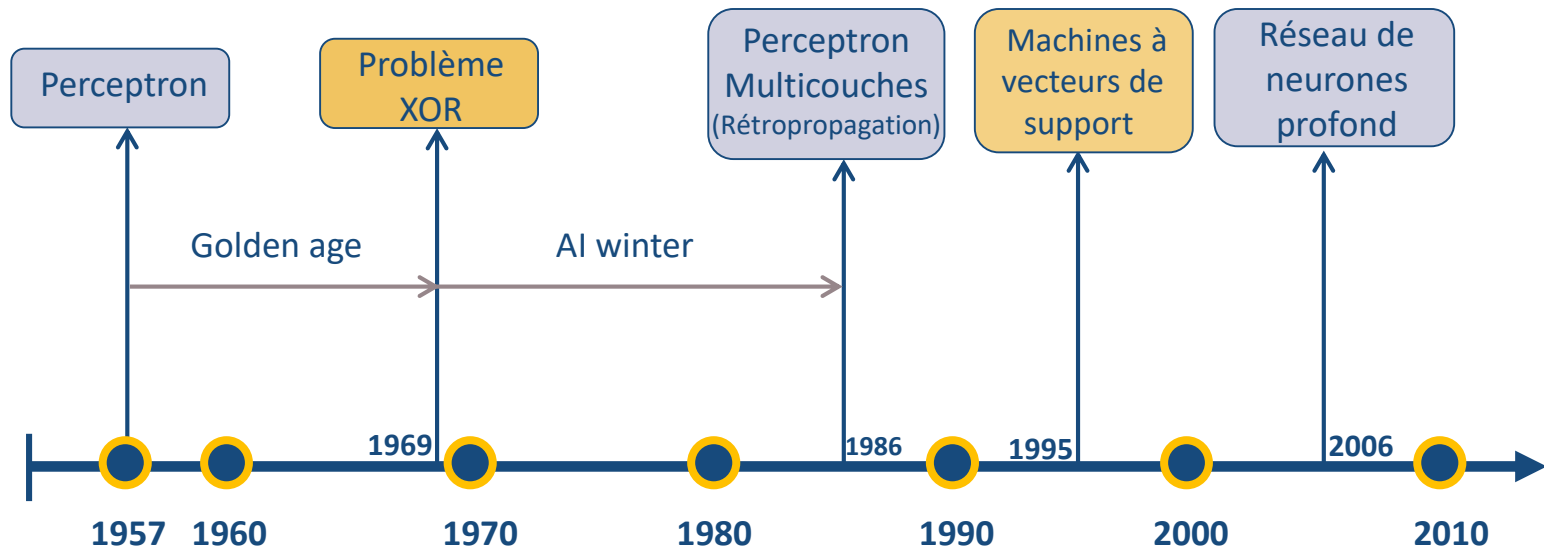 Perceptron
Problème
XOR
Perceptron
Multicouches
(Rétropropagation)
Machines à
vecteurs de
support
Réseau de
neurones
profond
Golden age
AI winter
1969
1986
1995
2006
1957
1960
1970
1980
1990
2000
2010